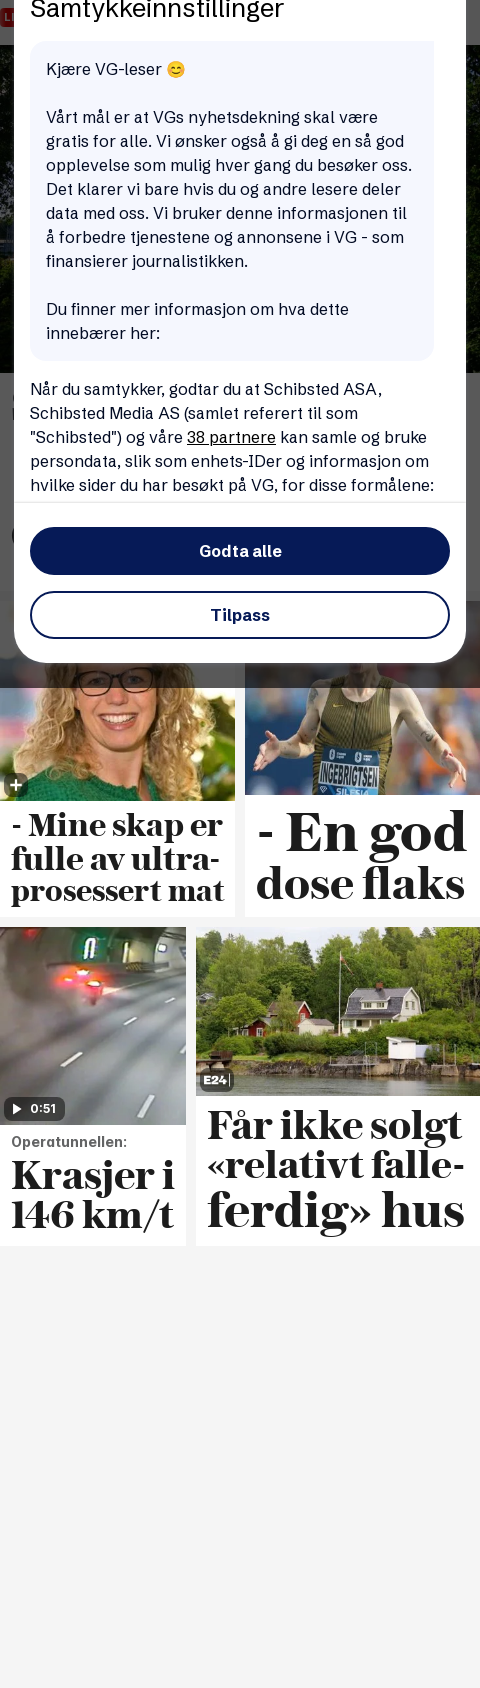 Samtykkeinnstillinger
Kjære VG-leser 😊
Vårt mål er at VGs nyhetsdekning skal være
gratis for alle. Vi ønsker også å gi deg en så god
opplevelse som mulig hver gang du besøker oss.
Det klarer vi bare hvis du og andre lesere deler
data med oss. Vi bruker denne informasjonen til
å forbedre tjenestene og annonsene i VG - som
finansierer journalistikken.
Du finner mer informasjon om hva dette
innebærer her:
Når du samtykker, godtar du at Schibsted ASA,
Schibsted Media AS (samlet referert til som
"Schibsted") og våre 38 partnere kan samle og bruke
persondata, slik som enhets-IDer og informasjon om
hvilke sider du har besøkt på VG, for disse formålene:
Godta alle
Tilpass
INGEBRIGTSEN
SILESIA
- Mine skap er
fulle av ultra-
prosessert mat
- En god
dose flaks
0:51
E24
Operatunnellen:
Krasjer i
146 km/t
Får ikke solgt
«relativt falle-
ferdig» hus